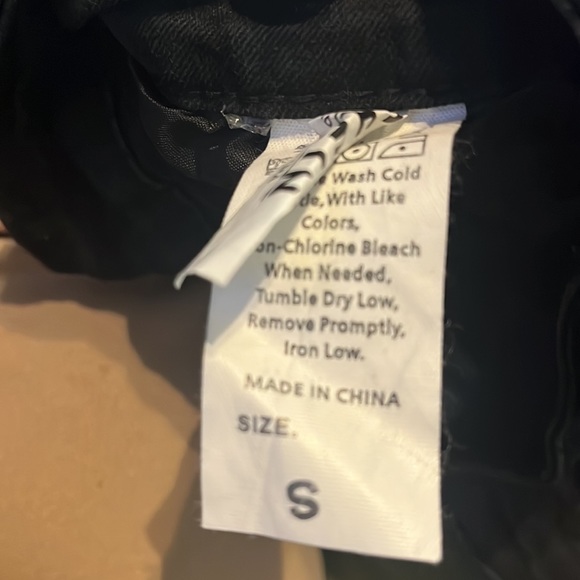 Wash Cold
With Like
Colors,
Chlorine Bleach
When Needed,
Tumble Dry Low,
Remove Promptly,
Iron Low.
MADE IN CHINA
SIZE.
S